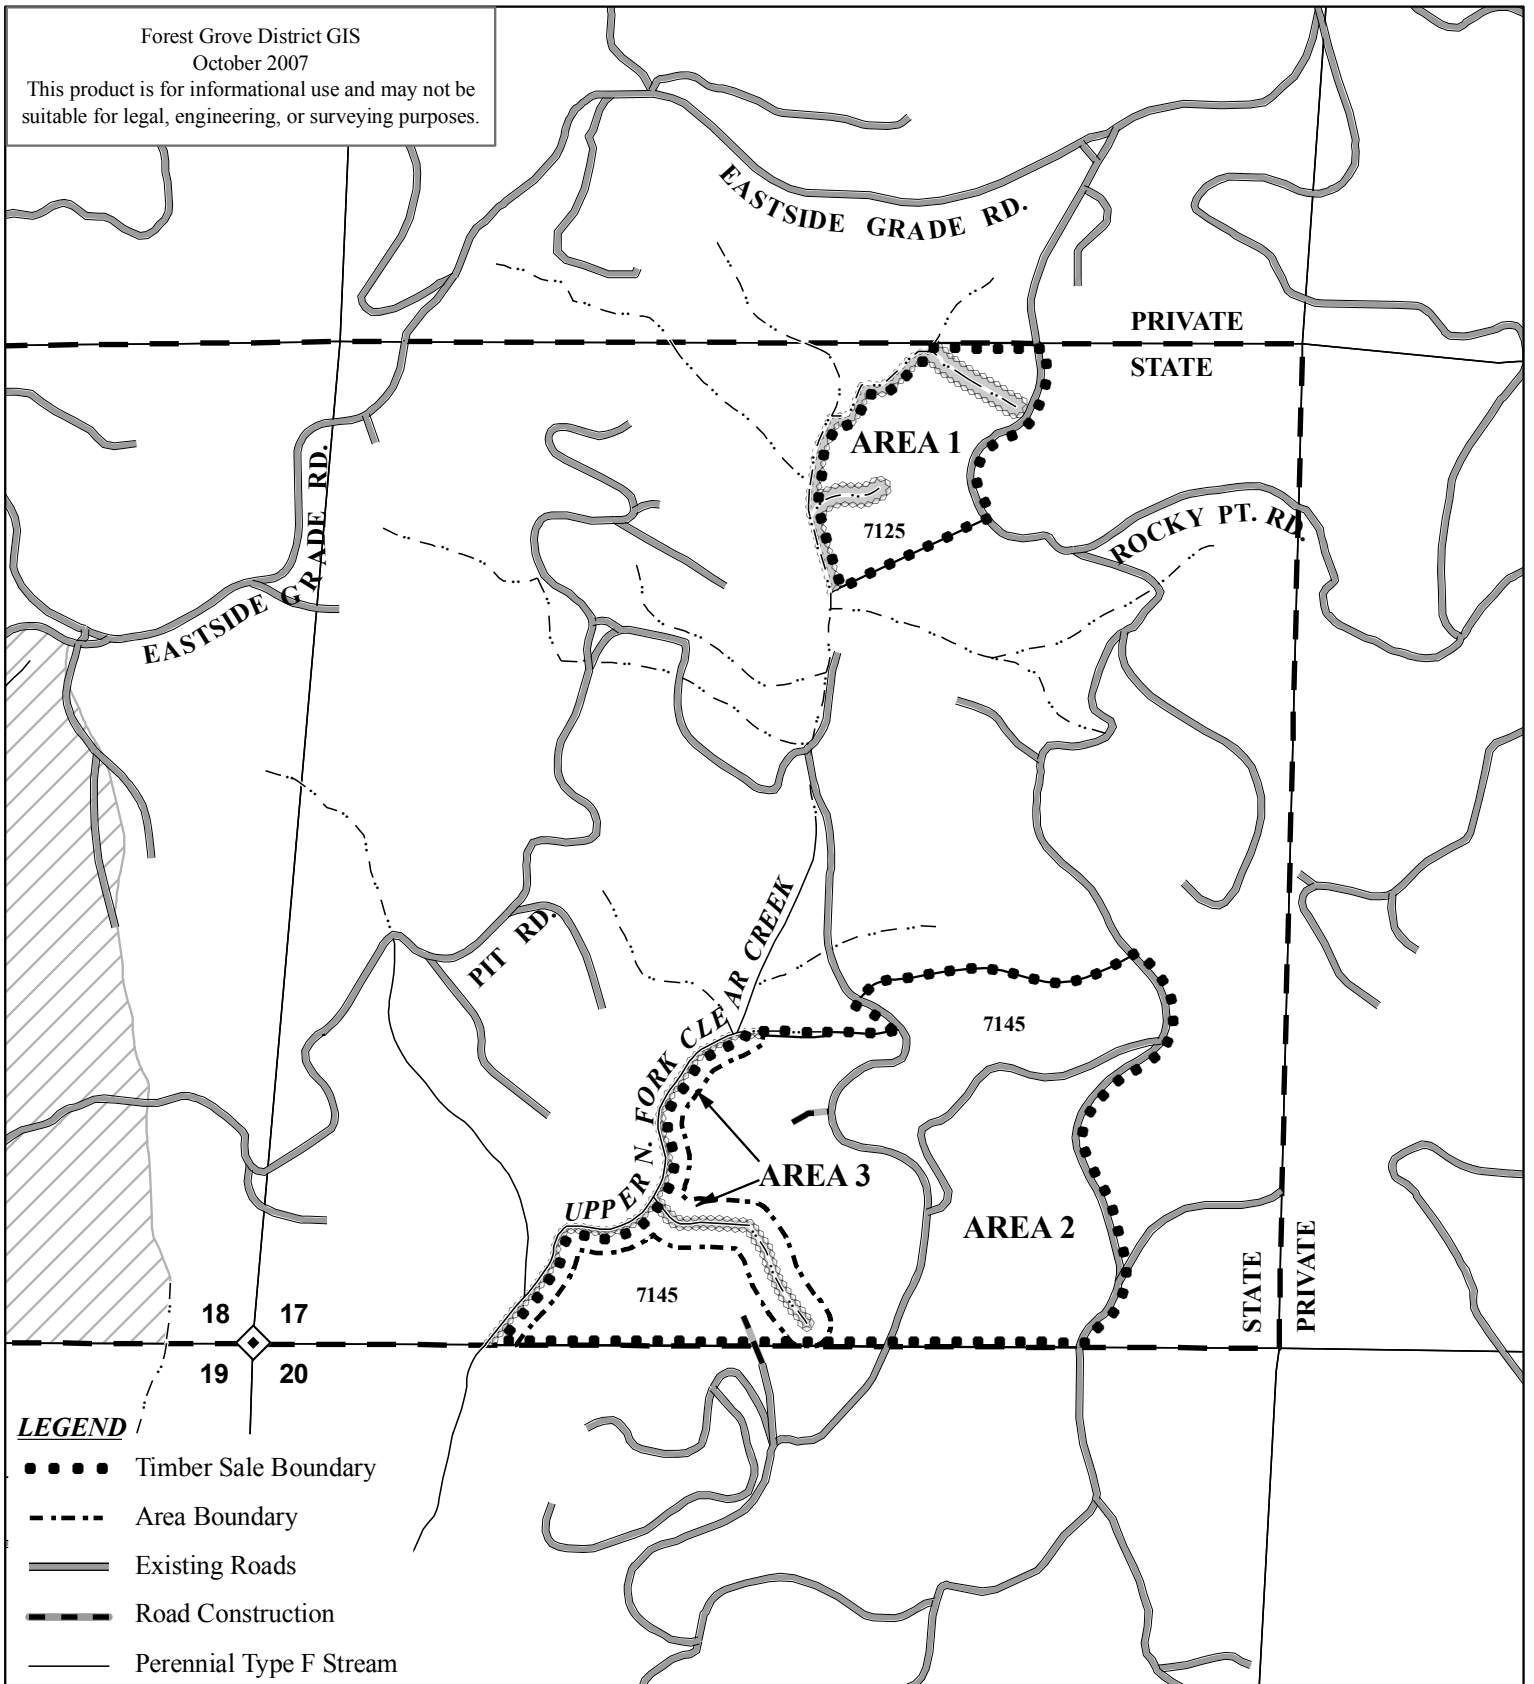 Forest Grove District GIS
October 2007
This product is for informational use and may not be
suitable for legal, engineering, or surveying purposes.
EASTSIDE GRADE RD.
PRIVATE
STATE
AREA 1
7125
ROCKY PT. RD.
EASTSIDE GRADE RD.
PIT RD.
UPPER N. FORK CLEAR CREEK
7145
AREA 3
AREA 2
7145
STATE
PRIVATE
18 17
19 20
LEGEND
Timber Sale Boundary
Area Boundary
Existing Roads
Road Construction
Perennial Type F Stream